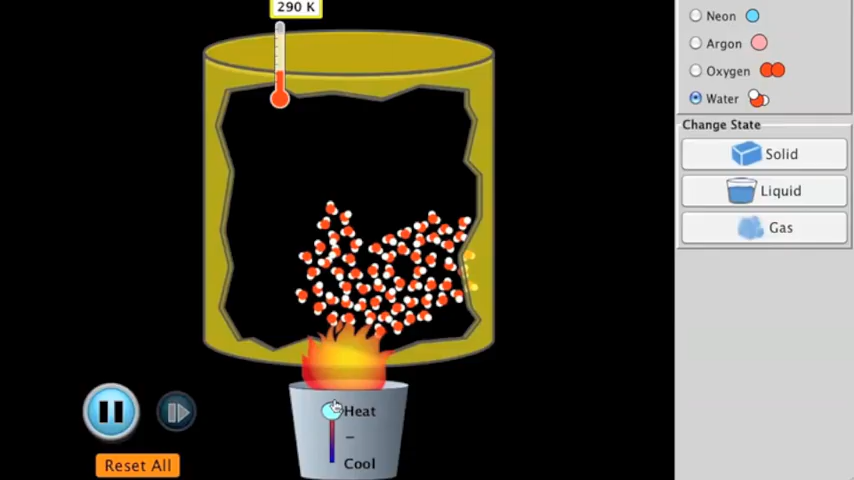 290 K
Neon
Argon
Oxygen
Water
Change State
Solid
Liquid
Gas
Heat
Cool
Reset All